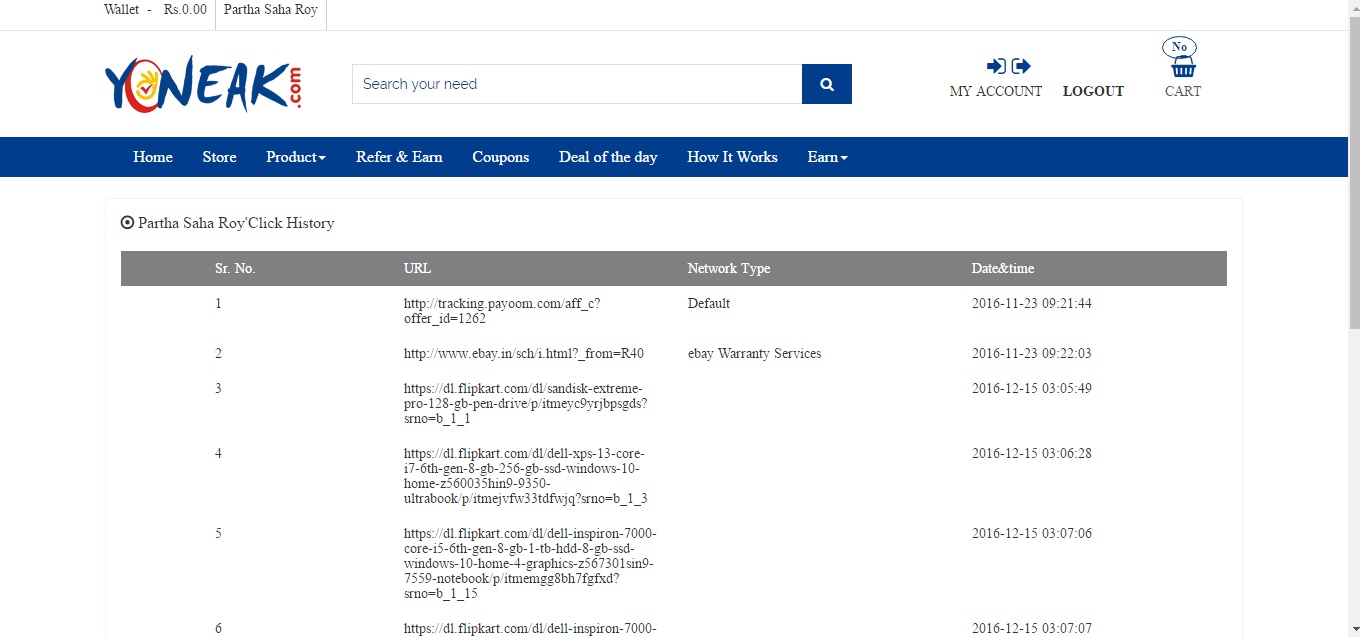 Wallet - Rs.0.00 Partha Saha Roy
YONEAK.com
Search your need
No
MY ACCOUNT LOGOUT CART
Home Store Product Refer & Earn Coupons Deal of the day How It Works Earn
Partha Saha Roy'Click History
Sr. No. URL Network Type Date&time
1 http://tracking.payoom.com/aff_c? Default 2016-11-23 09:21:44
offer_id=1262
2 http://www.ebay.in/sch/i.html?_from=R40 ebay Warranty Services 2016-11-23 09:22:03
3 https://dl.flipkart.com/dl/sandisk-extreme- 2016-12-15 03:05:49
pro-128-gb-pen-drive/p/itmeyc9yrjbpsgds?
srno=b_1_1
4 https://dl.flipkart.com/dl/dell-xps-13-core- 2016-12-15 03:06:28
i7-6th-gen-8-gb-256-gb-ssd-windows-10-
home-z560035hin9-9350-
ultrabook/p/itmejvfw33tdfwjq?srno=b_1_3
5 https://dl.flipkart.com/dl/dell-inspiron-7000- 2016-12-15 03:07:06
core-i5-6th-gen-8-gb-1-tb-hdd-8-gb-ssd-
windows-10-home-4-graphics-z567301sin9-
7559-notebook/p/itmemgg8bh7fgfxd?
srno=b_1_15
6 https://dl.flipkart.com/dl/dell-inspiron-7000- 2016-12-15 03:07:07